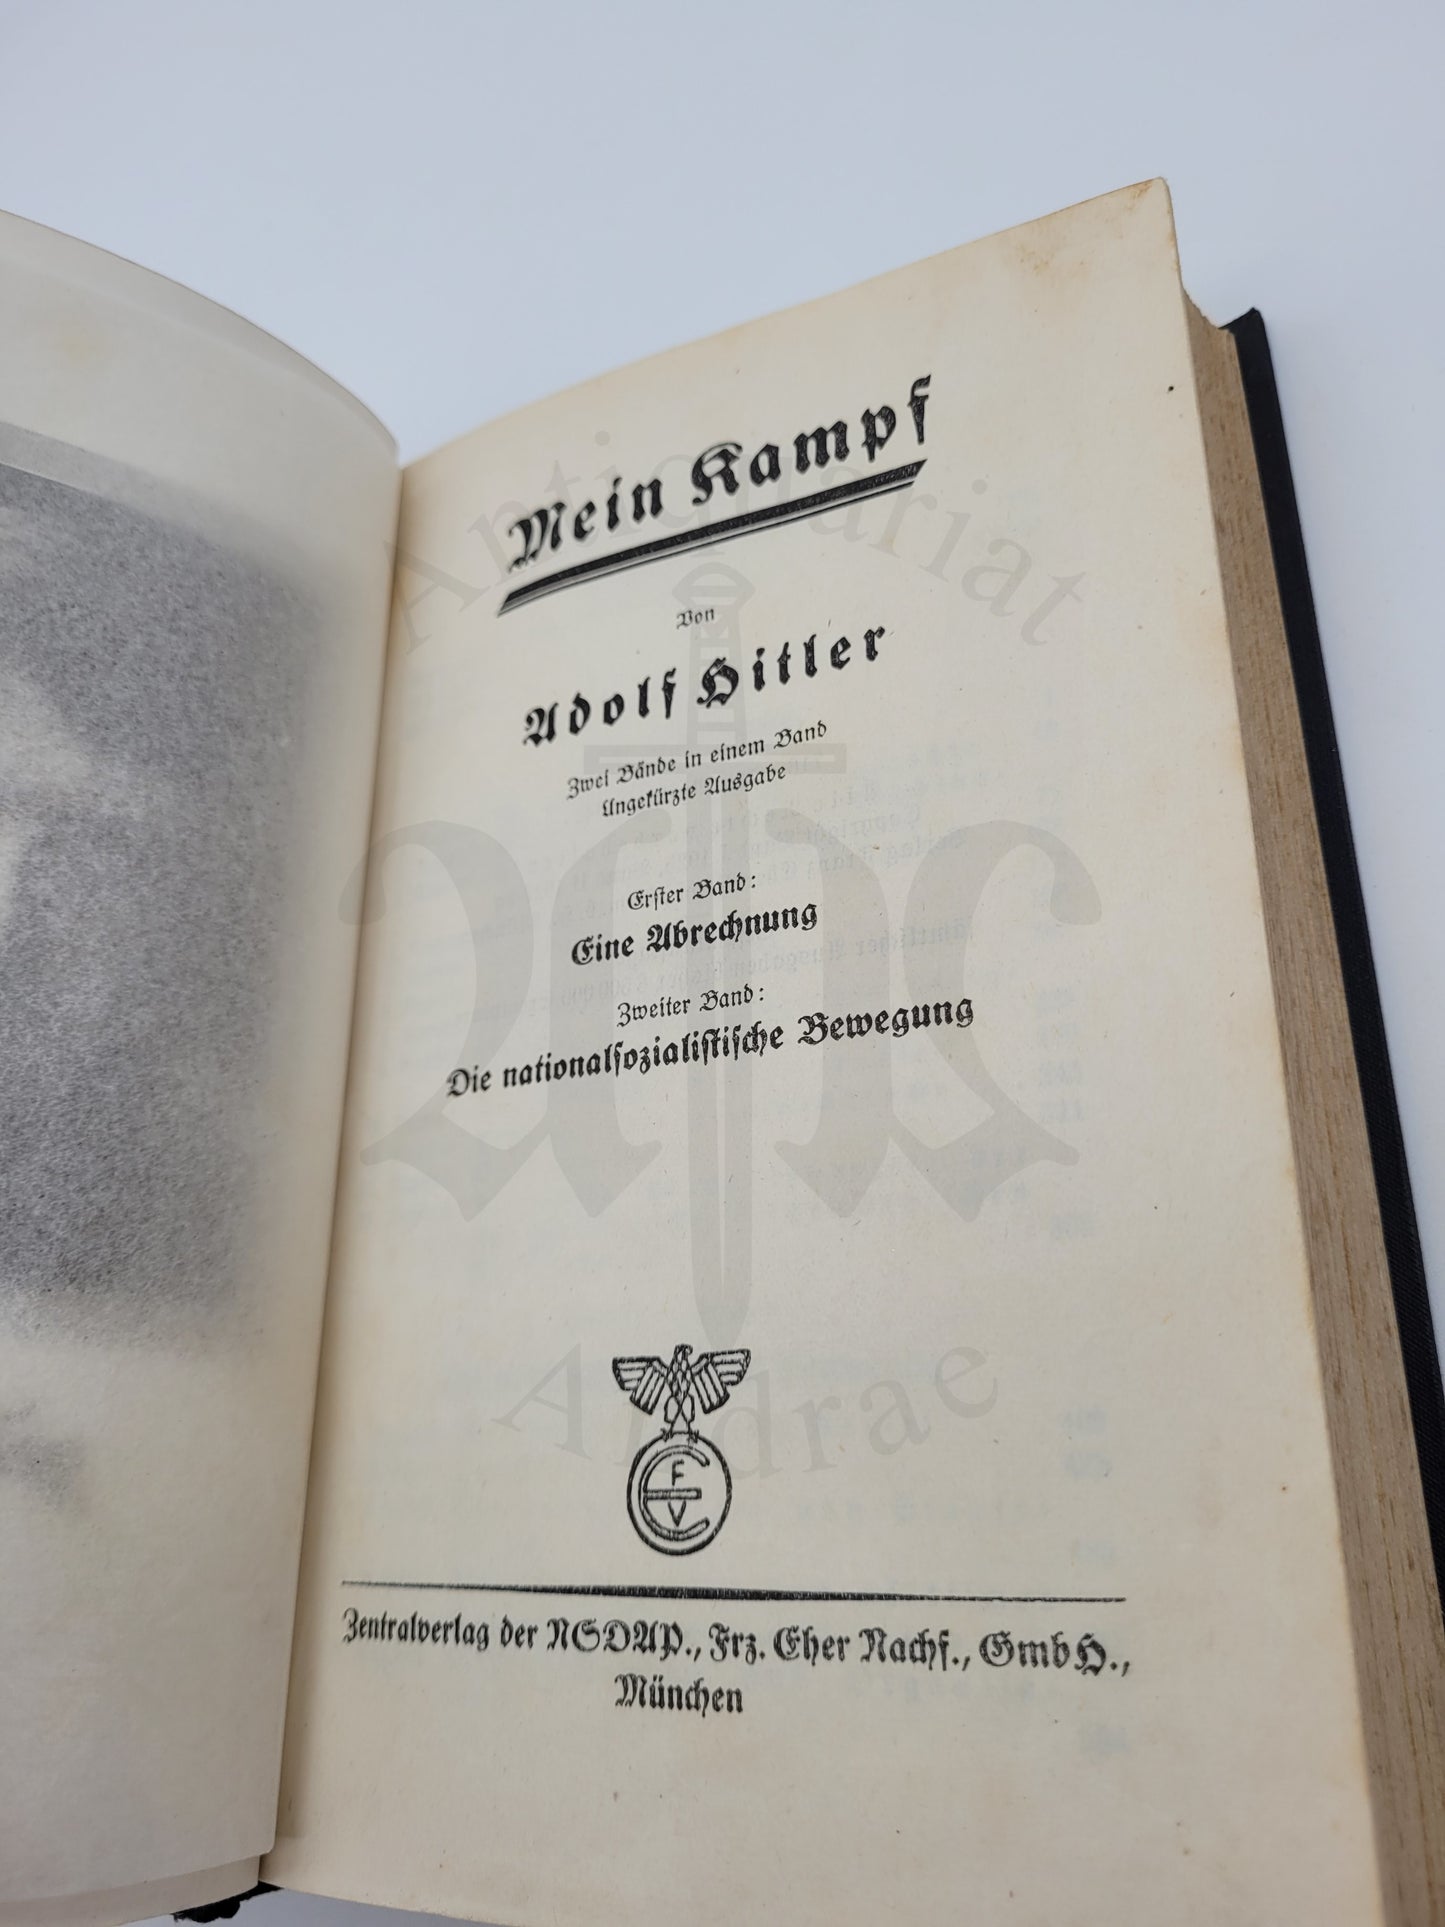 Mein Kampf
Von
Adolf Hitler
Zwei Bände in einem Band
Ungekürzte Ausgabe
Erster Band:
Eine Abrechnung
Zweiter Band:
Die nationalsozialistische Bewegung
F
E
V
Zentralverlag der NSDAP., Frz. Eher Nachf., GmbH.,
München
Antiquariat
Andrae